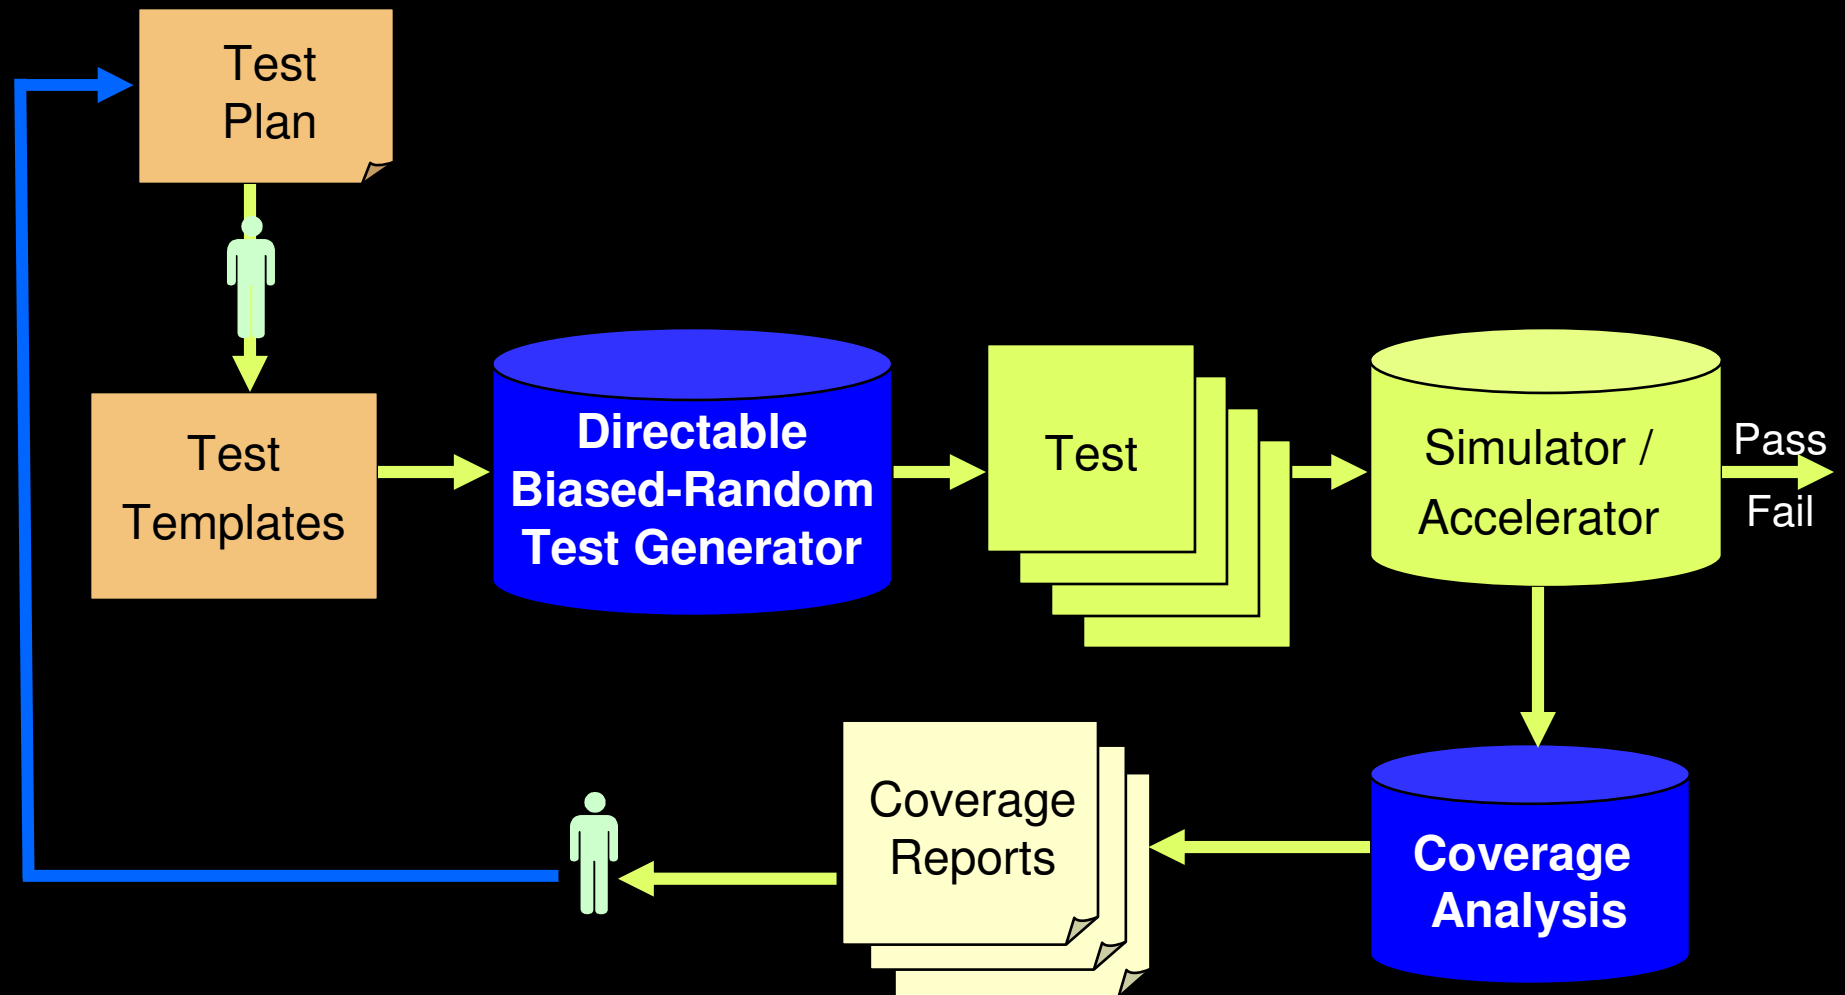 Test
Plan
Test
Templates
Directable
Biased-Random
Test Generator
Test
Simulator /
Accelerator
Pass
Fail
Coverage
Reports
Coverage
Analysis